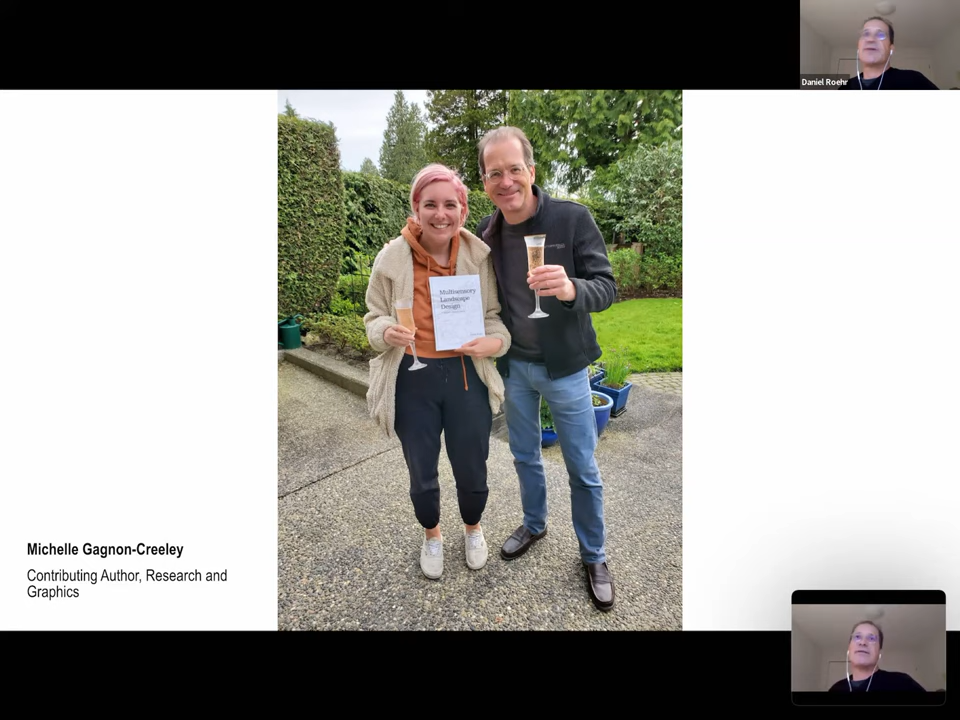 Daniel Roehr
Multisensory
Landscape
Design
Michelle Gagnon-Creeley
Contributing Author, Research and
Graphics